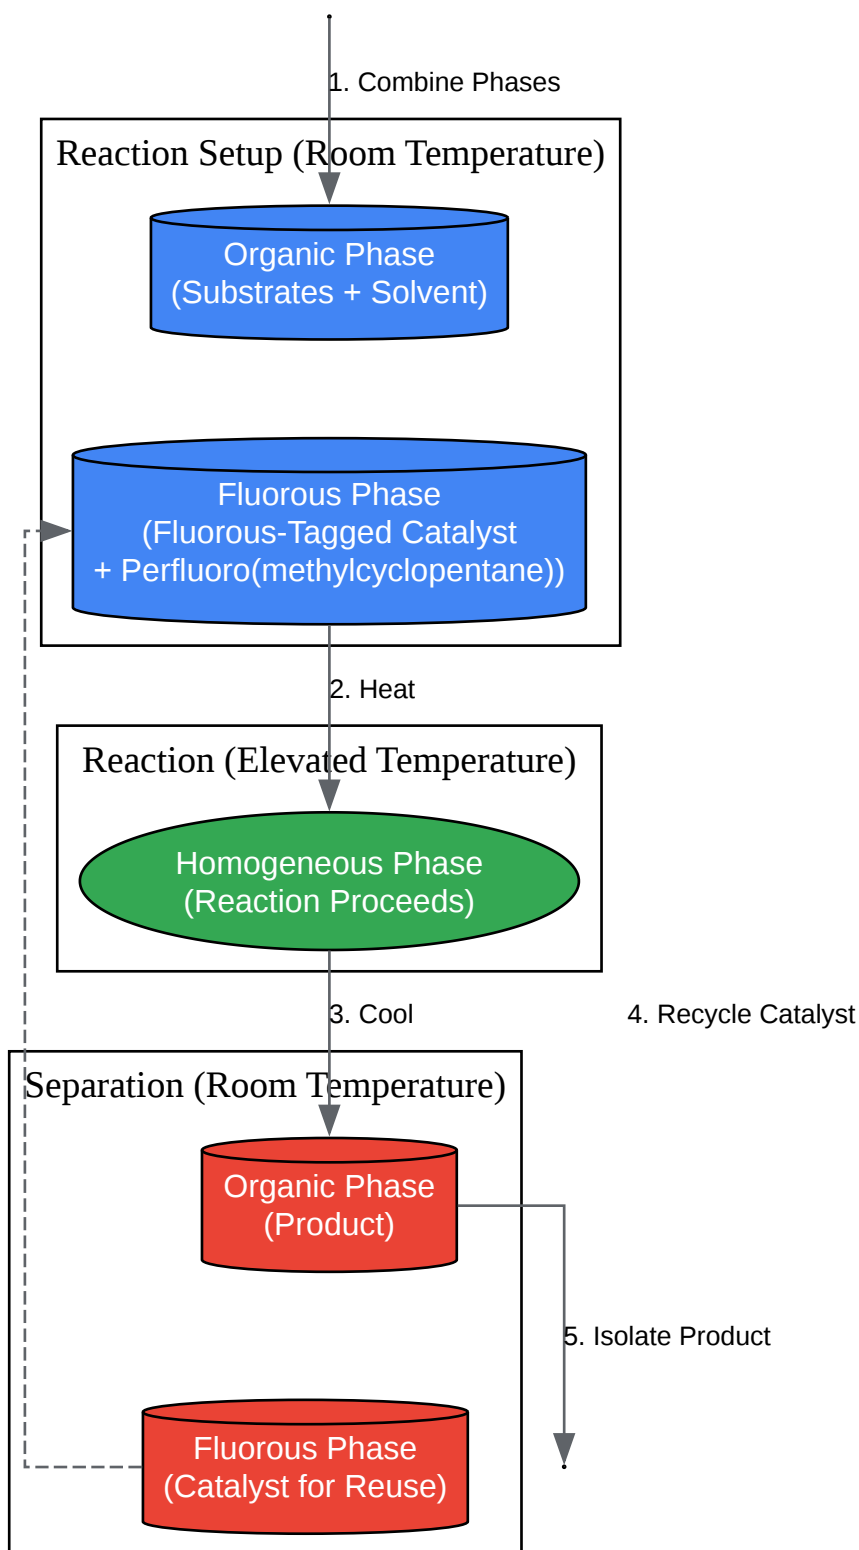 1. Combine Phases
Reaction Setup (Room Temperature)
Organic Phase
(Substrates + Solvent)
Fluorous Phase
(Fluorous-Tagged Catalyst
+ Perfluoro(methylcyclopentane))
2. Heat
Reaction (Elevated Temperature)
Homogeneous Phase
(Reaction Proceeds)
3. Cool
4. Recycle Catalyst
Separation (Room Temperature)
Organic Phase
(Product)
5. Isolate Product
Fluorous Phase
(Catalyst for Reuse)